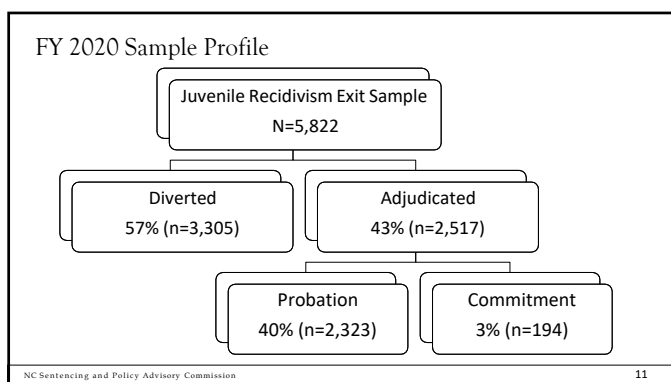 FY 2020 Sample Profile
Juvenile Recidivism Exit Sample
N=5,822
Diverted
57% (n=3,305)
Adjudicated
43% (n=2,517)
Probation
40% (n=2,323)
Commitment
3% (n=194)
NC Sentencing and Policy Advisory Commission
11